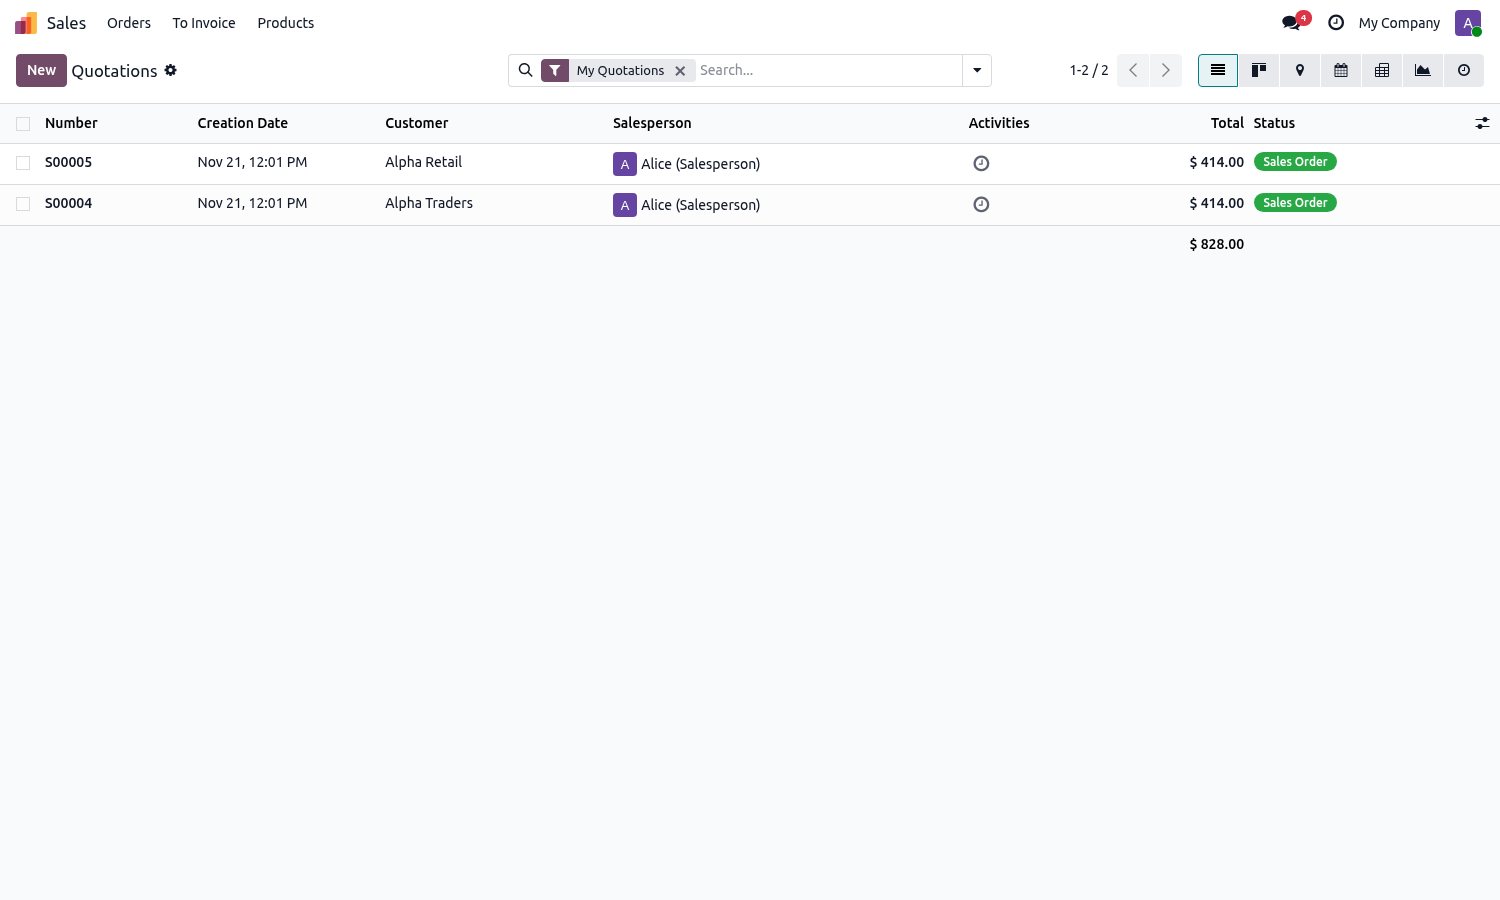 Sales Orders To Invoice Products 4 My Company A
New Quotations My Quotations Search... 1-2 / 2
Number Creation Date Customer Salesperson Activities Total Status
S00005 Nov 21, 12:01 PM Alpha Retail A Alice (Salesperson) $ 414.00 Sales Order
S00004 Nov 21, 12:01 PM Alpha Traders A Alice (Salesperson) $ 414.00 Sales Order
$ 828.00